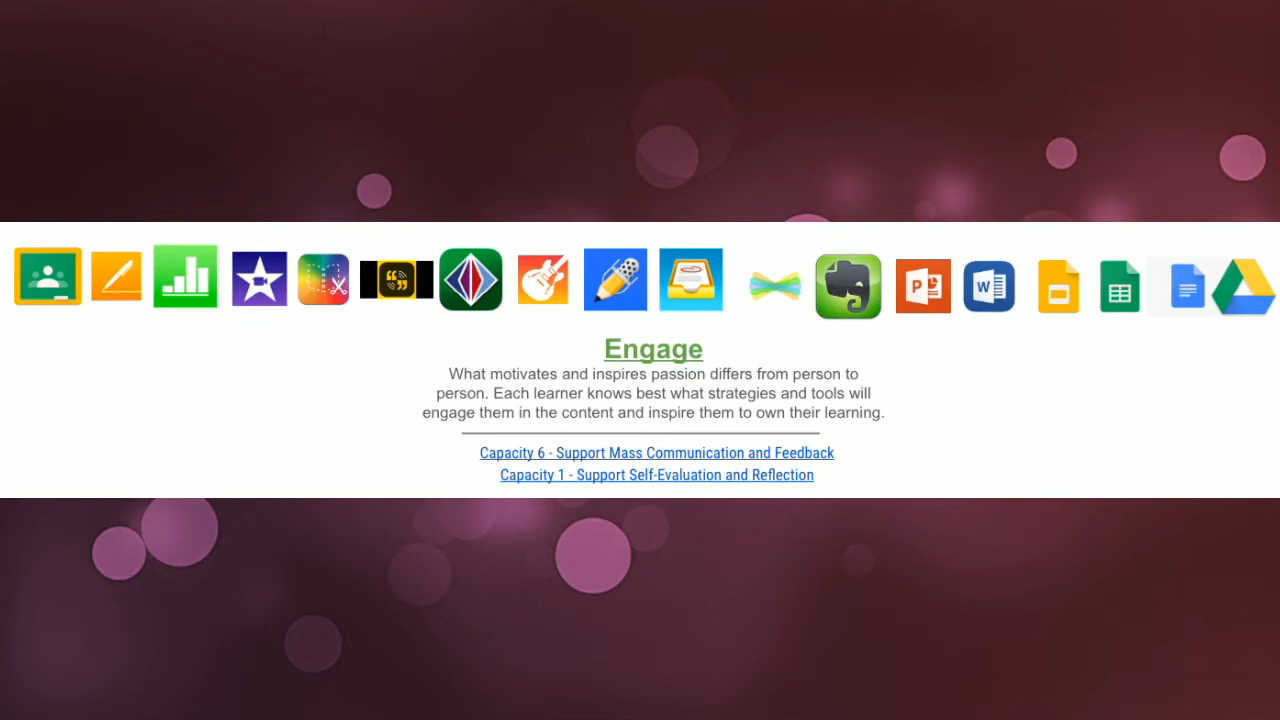 Engage
What motivates and inspires passion differs from person to
person. Each learner knows best what strategies and tools will
engage them in the content and inspire them to own their learning.
Capacity 6 - Support Mass Communication and Feedback
Capacity 1 - Support Self-Evaluation and Reflection